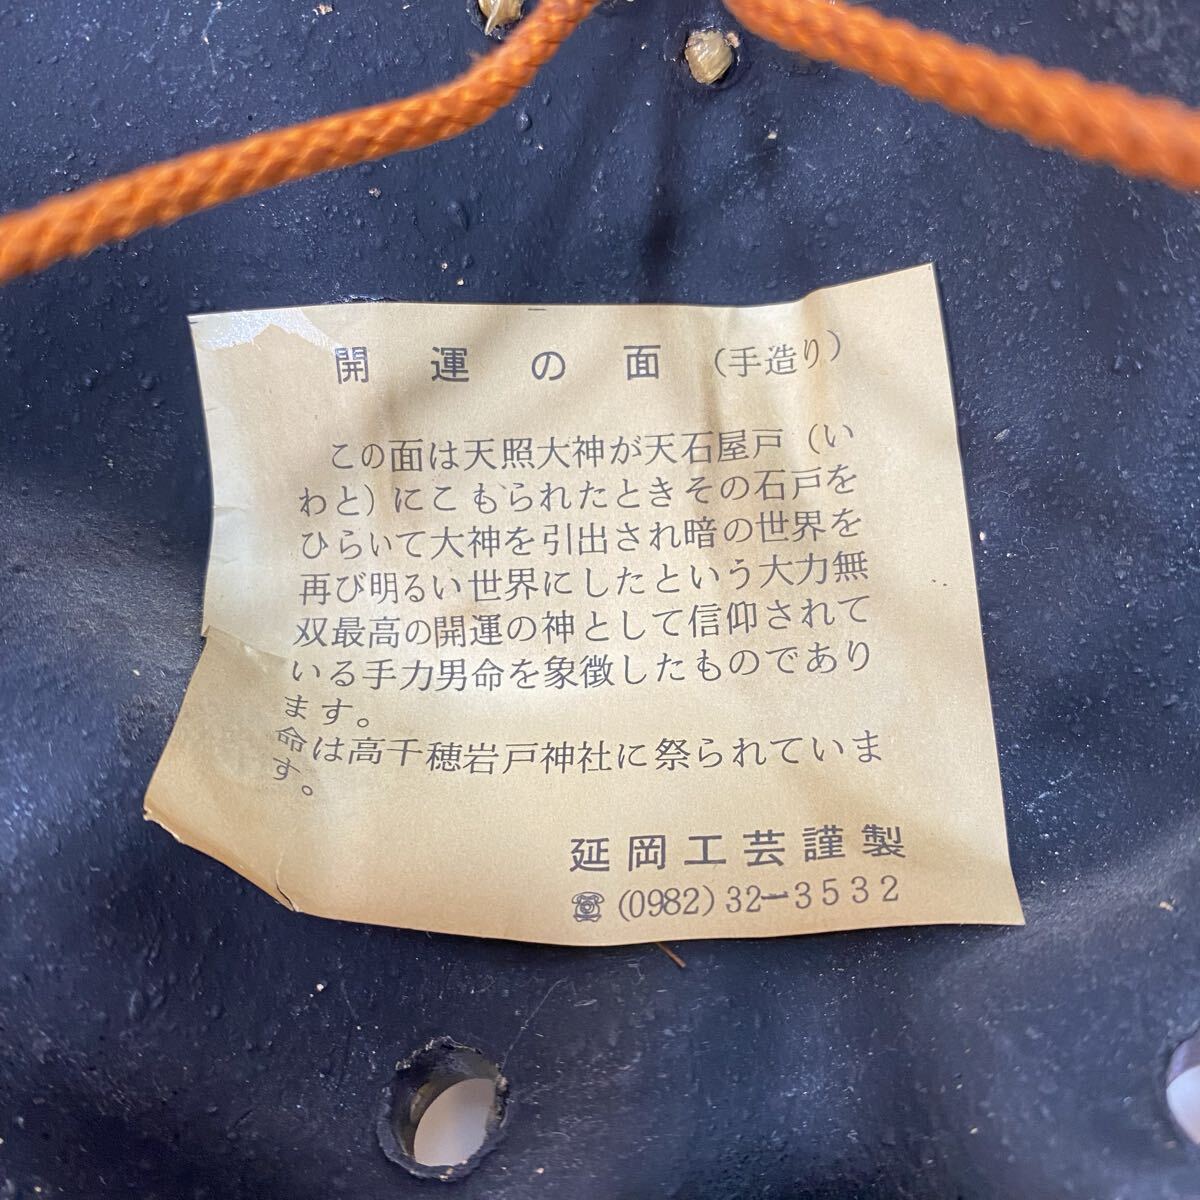 開運の面（手造り）
この面は天照大神が天石屋戸（い
わと）にこもられたときその石戸を
ひらいて大神を引出され暗の世界を
再び明るい世界にしたという大力無
双最高の開運の神として信仰されて
いる手力男命を象徴したものであり
ます。
命は高千穂岩戸神社に祭られていま
す。
延岡工芸謹製
☎(0982)32-3532